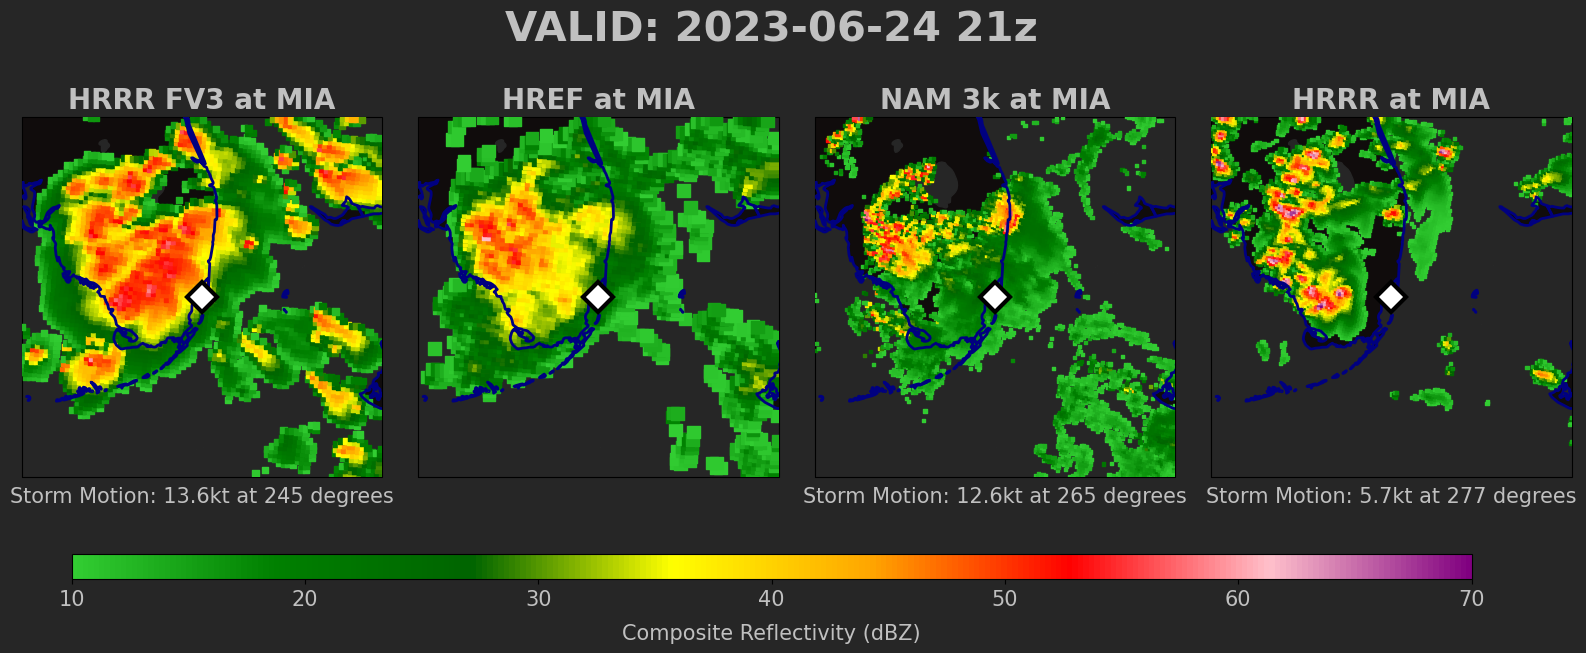 VALID: 2023-06-24 21z
HRRR FV3 at MIA
HREF at MIA
NAM 3k at MIA
HRRR at MIA
Storm Motion: 13.6kt at 245 degrees
Storm Motion: 12.6kt at 265 degrees
Storm Motion: 5.7kt at 277 degrees
10 20 30 40 50 60 70
Composite Reflectivity (dBZ)